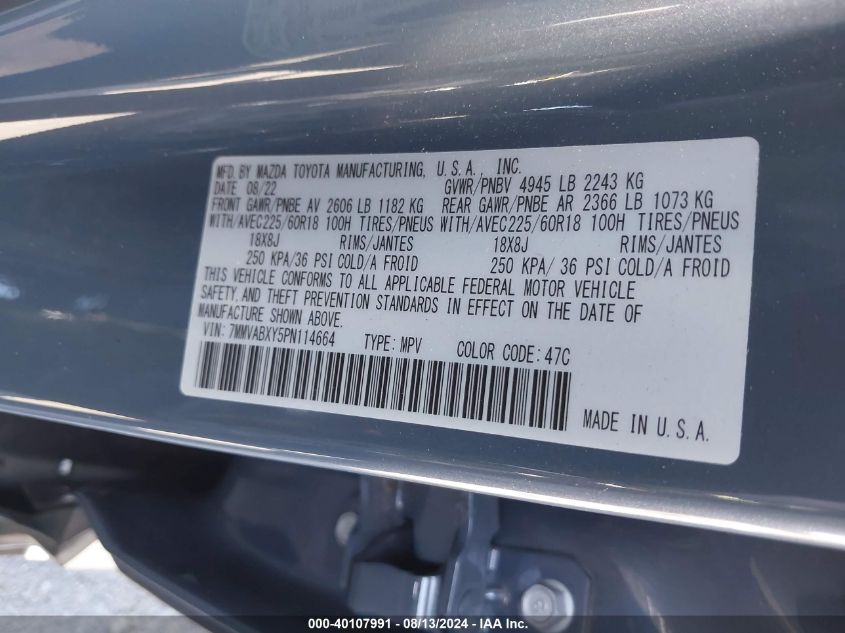 MFD. BY MAZDA TOYOTA MANUFACTURING, U.S.A. INC.
DATE 08/22 GVWR/PNBV 4945 LB 2243 KG
FRONT GAWR/PNBE AV 2606 LB 1182 KG REAR GAWR/PNBE AR 2366 LB 1073 KG
WITH/AVEC225/60R18 100H TIRES/PNEUS WITH/AVEC225/60R18 100H TIRES/PNEUS
18X8J RIMS/JANTES 18X8J RIMS/JANTES
250 KPA/36 PSI COLD/A FROID 250 KPA/ 36 PSI COLD/A FROID
THIS VEHICLE CONFORMS TO ALL APPLICABLE FEDERAL MOTOR VEHICLE
SAFETY, AND THEFT PREVENTION STANDARDS IN EFFECT ON THE DATE OF
MANUFACTURE SHOWN ABOVE.
VIN: 7MMVABXY5PN114664 TYPE: MPV COLOR CODE: 47C
MADE IN U.S.A.
000-40107991 - 08/13/2024 - IAA Inc.